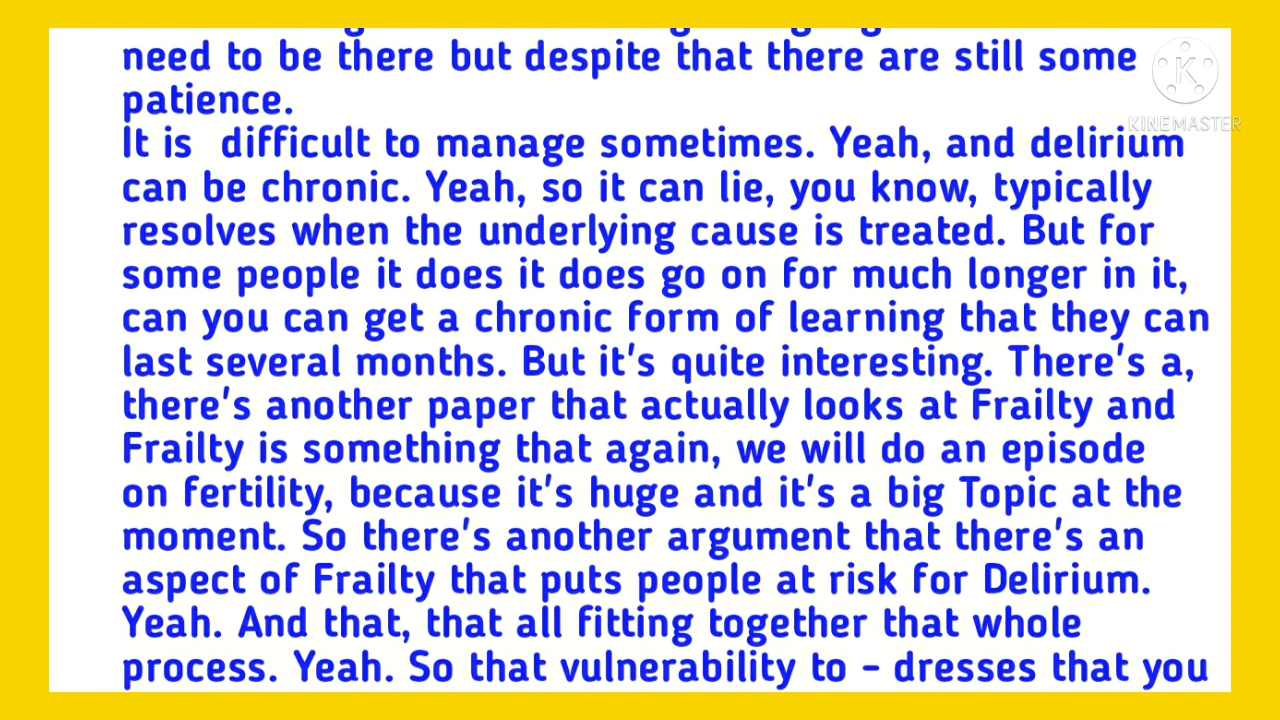 need to be there but despite that there are still some
patience.
It is  difficult to manage sometimes. Yeah, and delirium
can be chronic. Yeah, so it can lie, you know, typically
resolves when the underlying cause is treated. But for
some people it does it does go on for much longer in it,
can you can get a chronic form of learning that they can
last several months. But it's quite interesting. There's a,
there's another paper that actually looks at Frailty and
Frailty is something that again, we will do an episode
on fertility, because it's huge and it's a big Topic at the
moment. So there's another argument that there's an
aspect of Frailty that puts people at risk for Delirium.
Yeah. And that, that all fitting together that whole
process. Yeah. So that vulnerability to - dresses that you
K
KINEMASTER